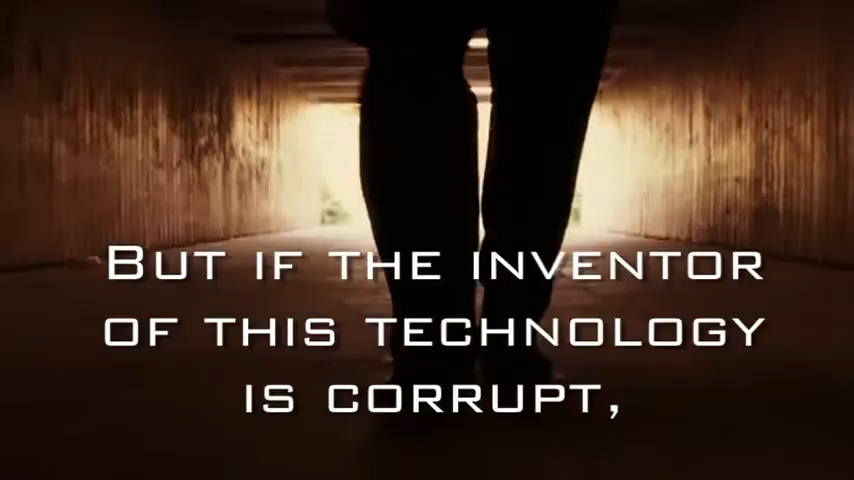 But if the inventor
of this technology
is corrupt,